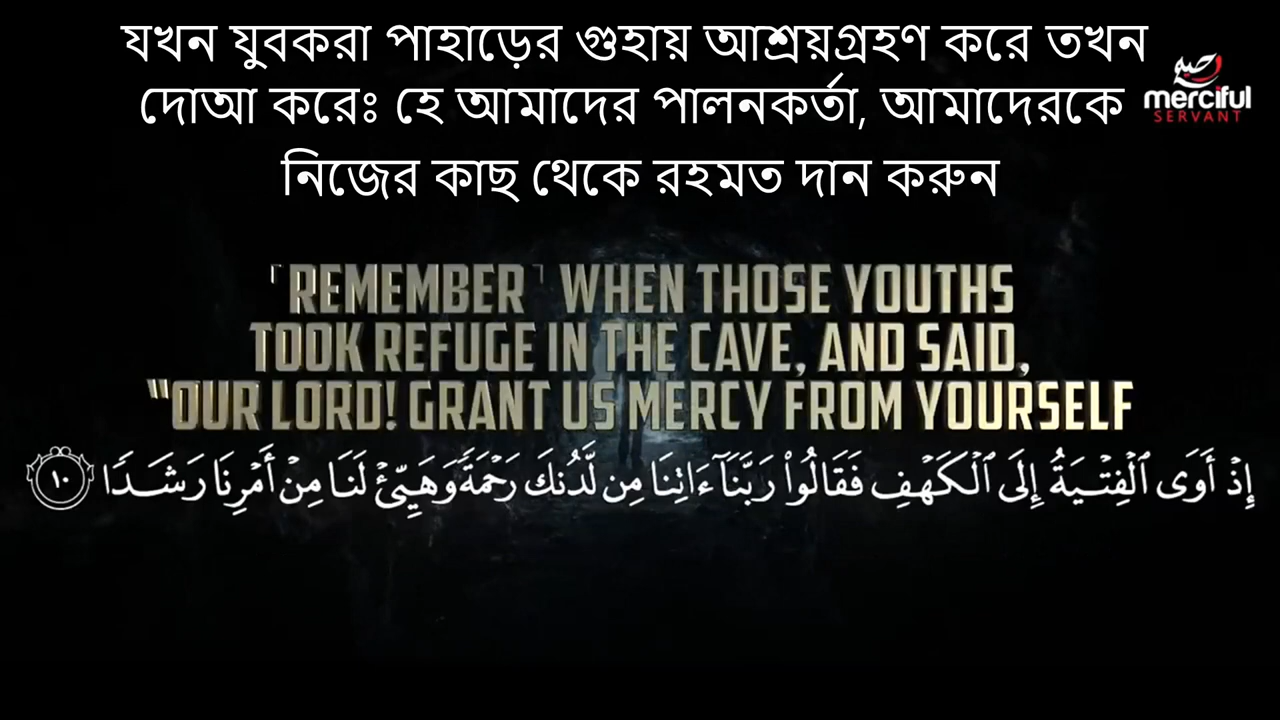 যখন যুবকরা পাহাড়ের গুহায় আশ্রয়গ্রহণ করে তখন
দোআ করেঃ হে আমাদের পালনকর্তা, আমাদেরকে
নিজের কাছ থেকে রহমত দান করুন
رحيم
merciful
SERVANT
⸢REMEMBER⸣ WHEN THOSE YOUTHS
TOOK REFUGE IN THE CAVE, AND SAID,
“OUR LORD! GRANT US MERCY FROM YOURSELF
إِذْ أَوَى ٱلْفِتْيَةُ إِلَى ٱلْكَهْفِ فَقَالُوا۟ رَبَّنَآ ءَاتِنَا مِن لَّدُنكَ رَحْمَةً وَهَيِّئْ لَنَا مِنْ أَمْرِنَا رَشَدًا ١٠